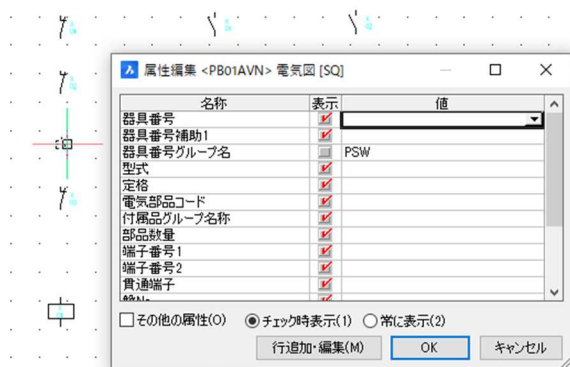 属性編集 <PB01AVN> 電気図 [SQ]
名称 表示 値
器具番号
器具番号補助1
器具番号グループ名 PSW
型式
定格
電気部品コード
付属品グループ名称
部品数量
端子番号1
端子番号2
貫通端子
盤No
その他の属性(O) チェック時表示(1) 常に表示(2)
行追加・編集(M) OK キャンセル